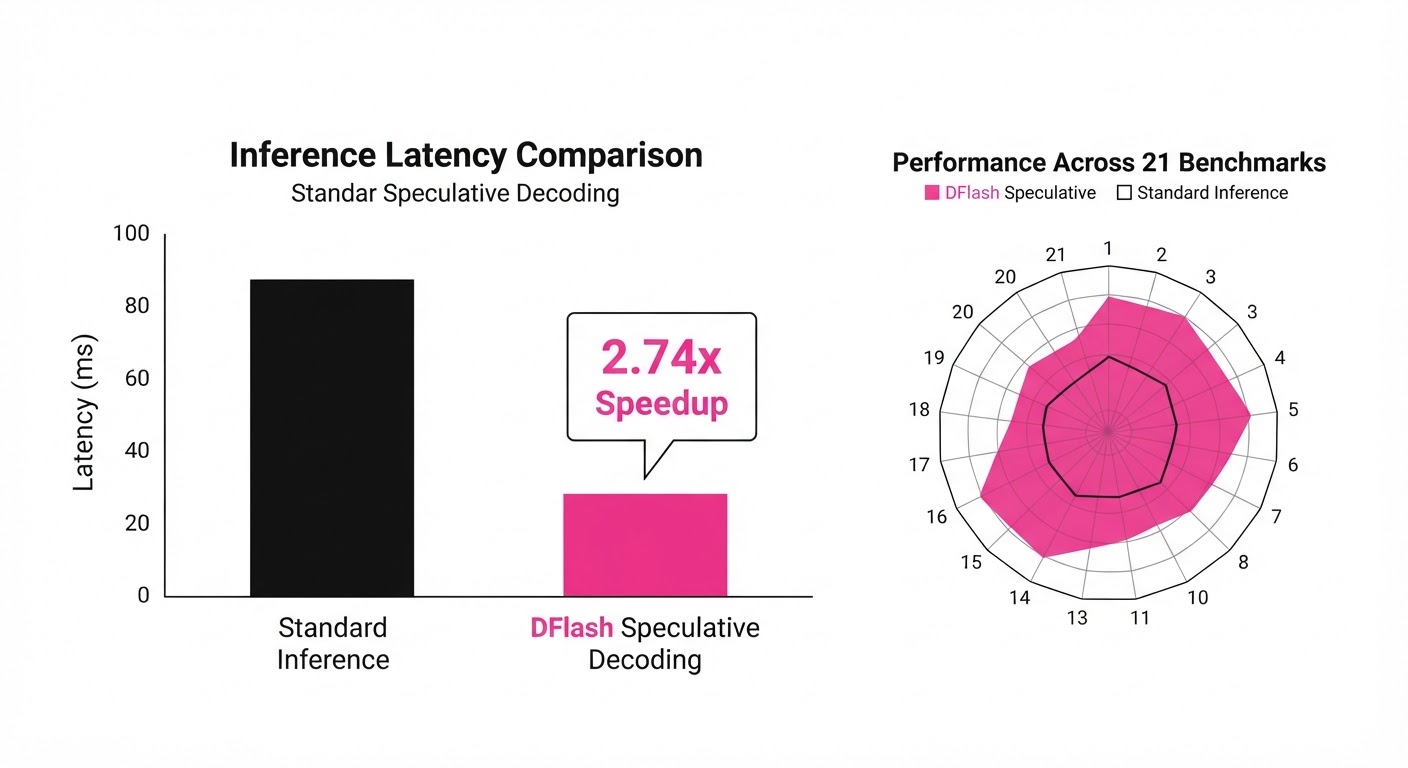 Inference Latency Comparison
Standar Speculative Decoding
100
80
60
40
20
0
Latency (ms)
2.74x
Speedup
Standard
Inference
DFlash Speculative
Decoding
Performance Across 21 Benchmarks
DFlash Speculative
Standard Inference
1
2
3
3
4
5
6
7
8
10
11
13
14
15
16
17
18
19
20
20
21